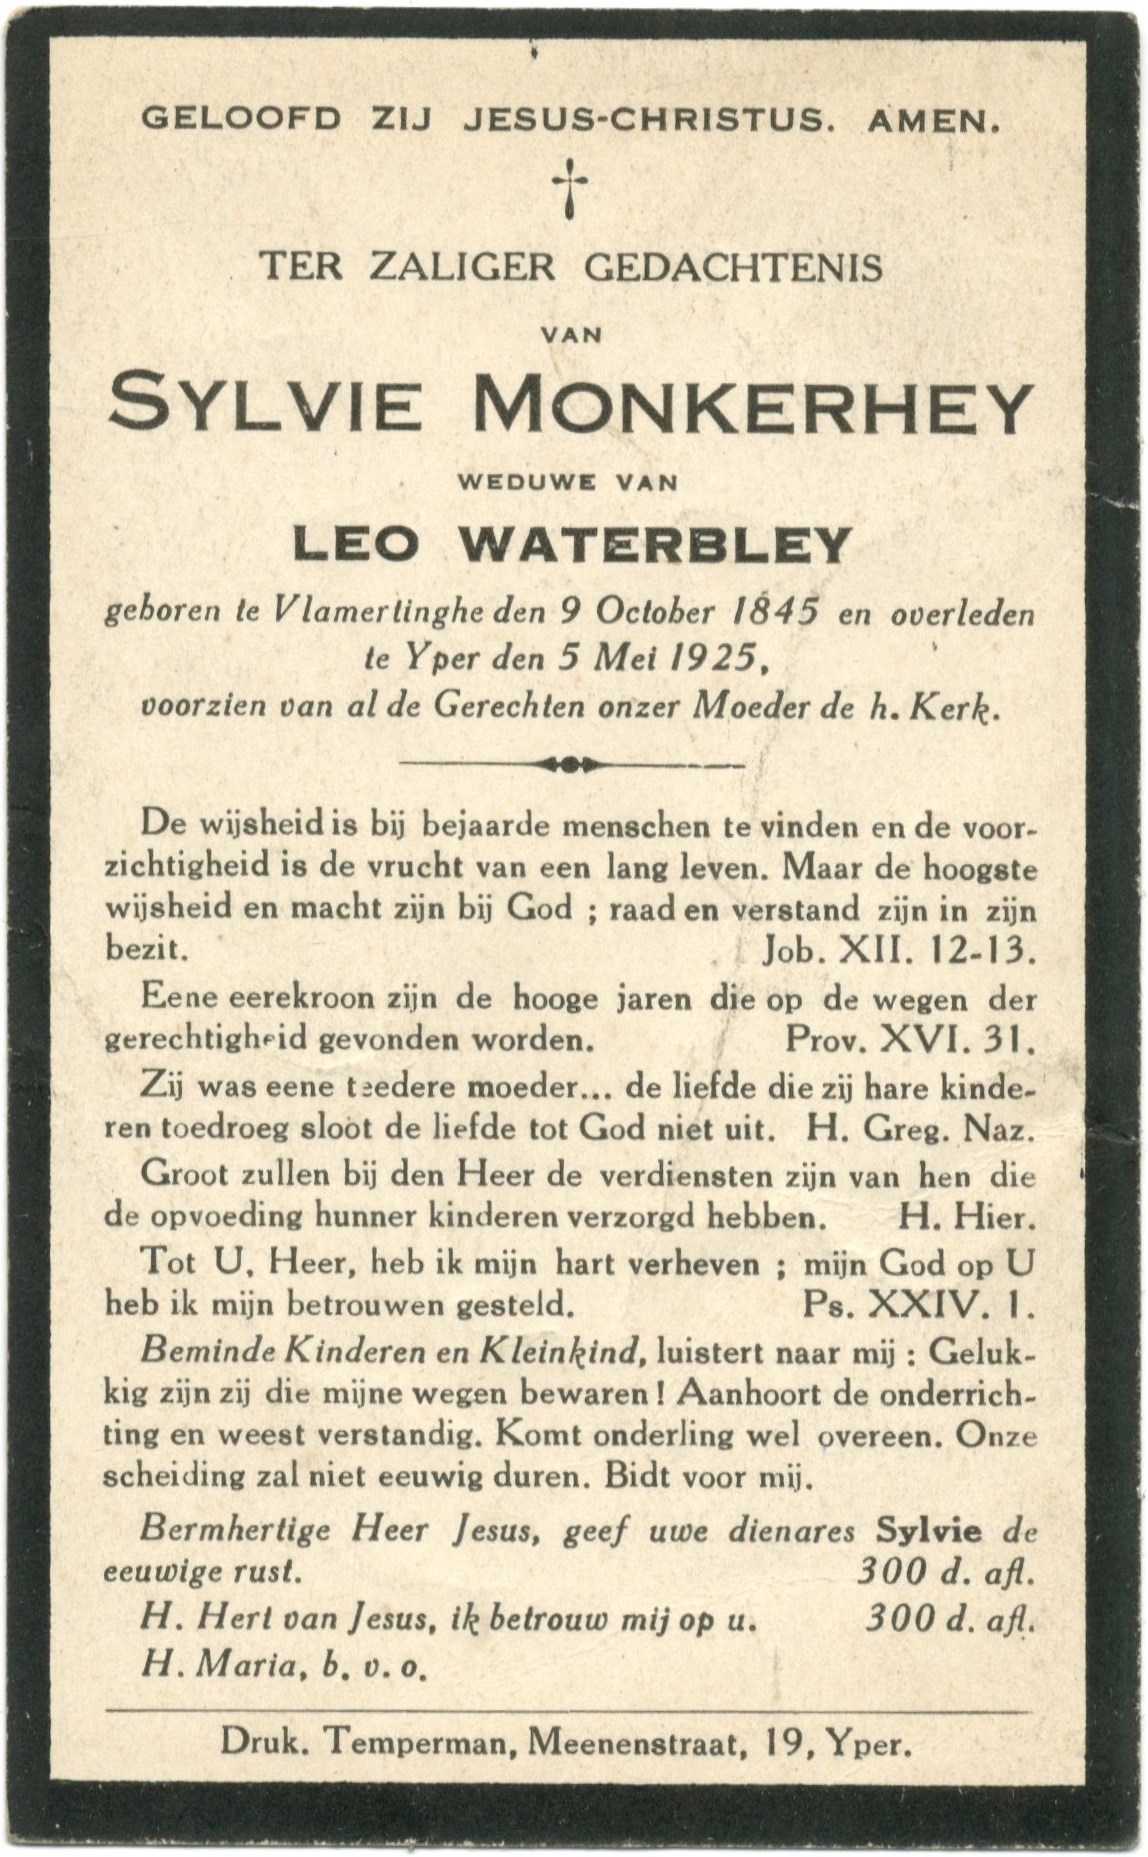 GELOOFD ZIJ JESUS-CHRISTUS. AMEN.
TER ZALIGER GEDACHTENIS
VAN
SYLVIE MONKERHEY
WEDUWE VAN
LEO WATERBLEY
geboren te Vlamertinghe den 9 October 1845 en overleden
te Yper den 5 Mei 1925,
voorzien van al de Gerechten onzer Moeder de h. Kerk.
De wijsheid is bij bejaarde menschen te vinden en de voor-
zichtigheid is de vrucht van een lang leven. Maar de hoogste
wijsheid en macht zijn bij God ; raad en verstand zijn in zijn
bezit. Job. XII. 12-13.
Eene eerekroon zijn de hooge jaren die op de wegen der
gerechtigheid gevonden worden. Prov. XVI. 31.
Zij was eene teedere moeder... de liefde die zij hare kinde-
ren toedroeg sloot de liefde tot God niet uit. H. Greg. Naz.
Groot zullen bij den Heer de verdiensten zijn van hen die
de opvoeding hunner kinderen verzorgd hebben. H. Hier.
Tot U, Heer, heb ik mijn hart verheven ; mijn God op U
heb ik mijn betrouwen gesteld. Ps. XXIV. 1.
Beminde Kinderen en Kleinkind, luistert naar mij : Geluk-
kig zijn zij die mijne wegen bewaren ! Aanhoort de onderrich-
ting en weest verstandig. Komt onderling wel overeen. Onze
scheiding zal niet eeuwig duren. Bidt voor mij.
Bermhertige Heer Jesus, geef uwe dienares Sylvie de
eeuwige rust. 300 d. afl.
H. Hert van Jesus, ik betrouw mij op u. 300 d. afl.
H. Maria, b. v. o.
Druk. Temperman, Meenenstraat, 19, Yper.